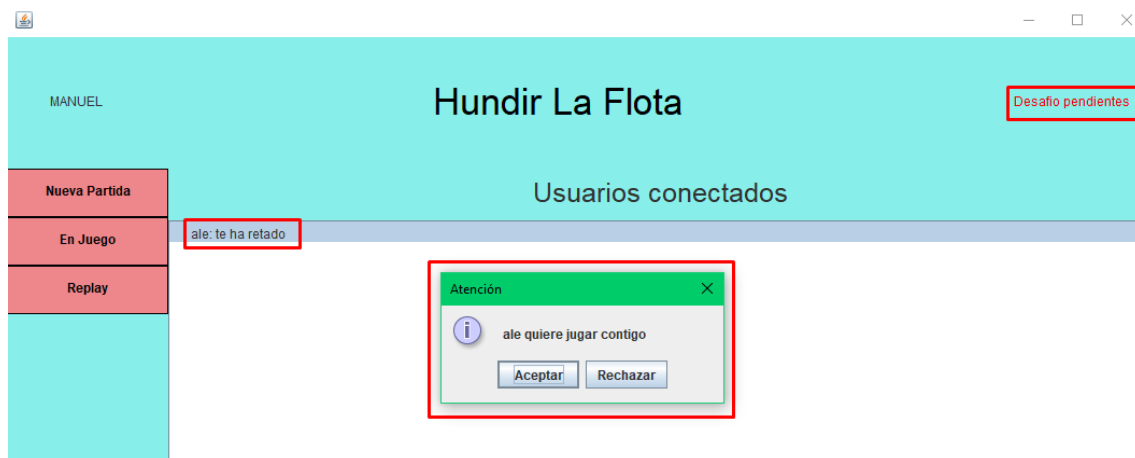 MANUEL
Hundir La Flota
Desafio pendientes
Nueva Partida
Usuarios conectados
En Juego
ale: te ha retado
Replay
Atención
ale quiere jugar contigo
Aceptar
Rechazar